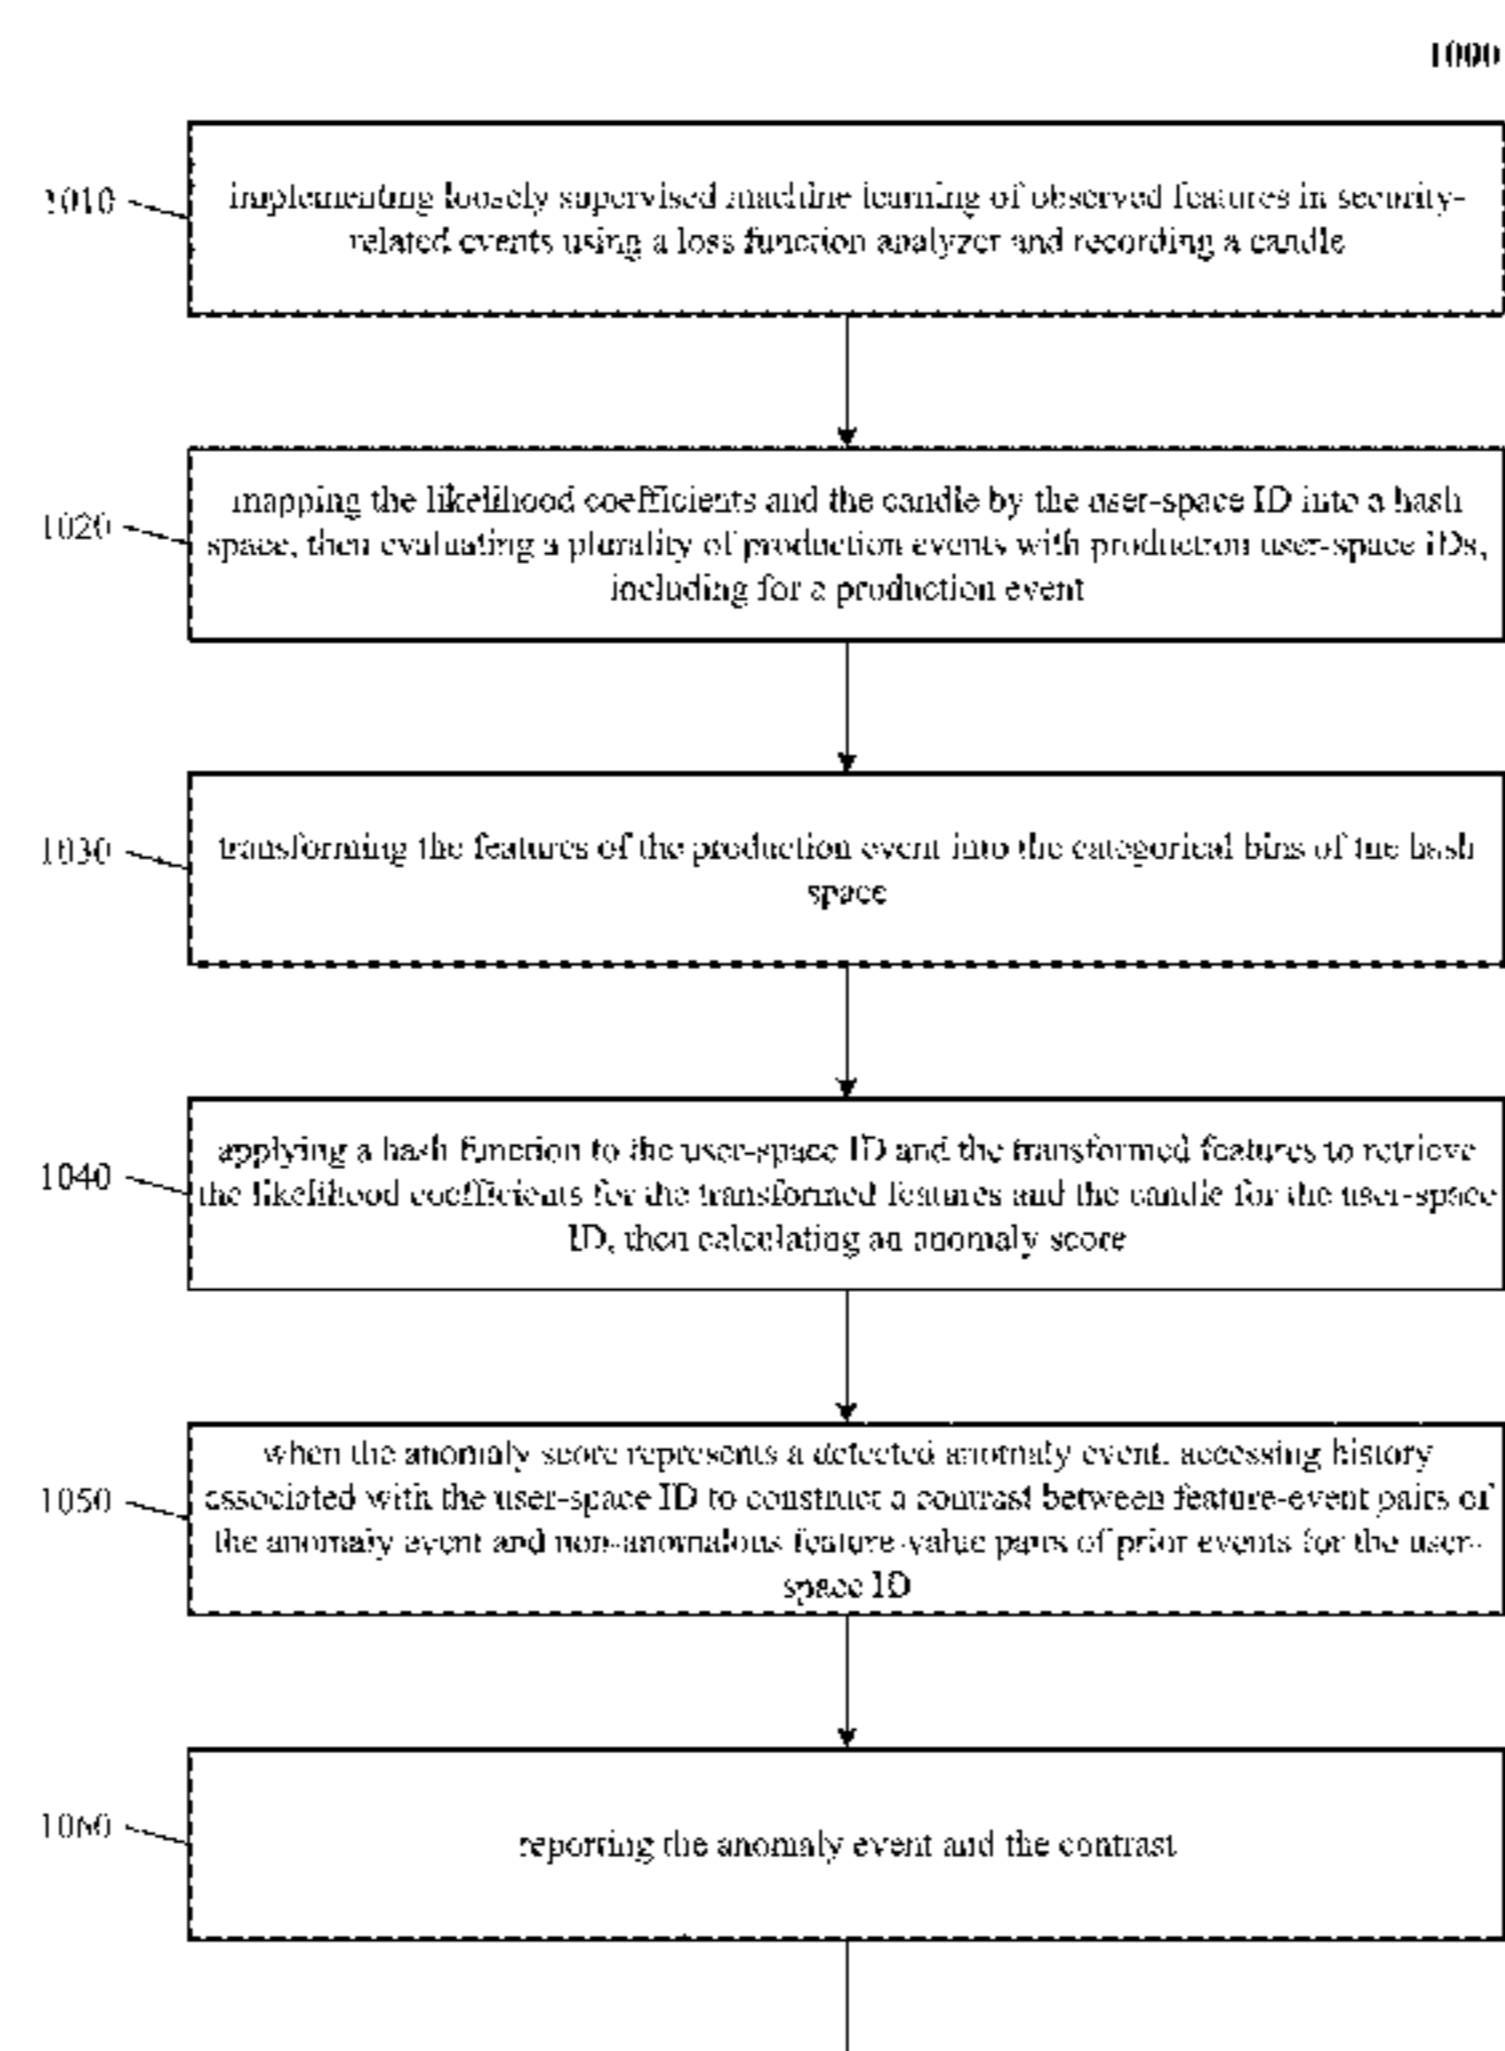 1000
1010
implementing loosely supervised machine learning of observed features in security-
related events using a loss function analyzer and recording a candle
1020
mapping the likelihood coefficients and the candle by the user-space ID into a hash
space, then evaluating a plurality of production events with production user-space IDs,
including for a production event
1030
transforming the features of the production event into the categorical bins of the hash
space
1040
applying a hash function to the user-space ID and the transformed features to retrieve
the likelihood coefficients for the transformed features and the candle for the user-space
ID, then calculating an anomaly score
1050
when the anomaly score represents a detected anomaly event, accessing history
associated with the user-space ID to construct a contrast between feature-event pairs of
the anomaly event and non-anomalous feature-value pairs of prior events for the user-
space ID
1060
reporting the anomaly event and the contrast